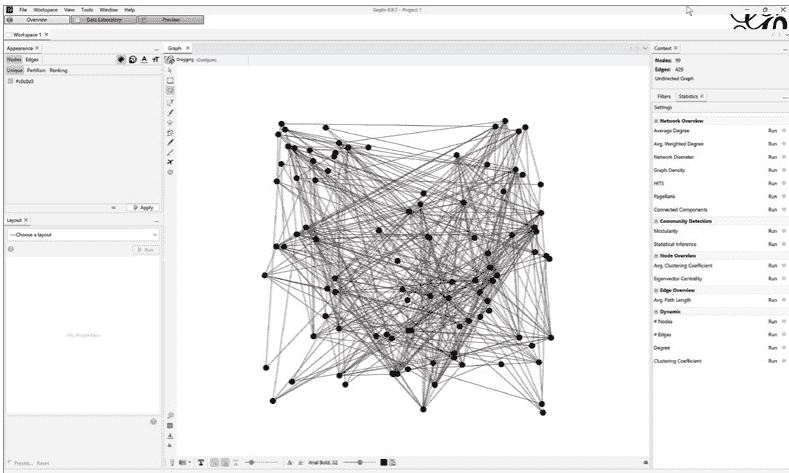 File Workspace View Tools Window Help
Gephi 0.9.7 - Project 1
Overview Data Laboratory Preview
Workspace 1 ×
Appearance ×
Nodes Edges
Unique Partition Ranking
#c0c0c0
Apply
Layout ×
---Choose a layout
Run
<No Properties>
Presets... Reset
Graph ×
Dragging (Configure)
Arial Bold, 32
Context ×
Nodes: 99
Edges: 420
Undirected Graph
Filters Statistics ×
Settings
Network Overview
Average Degree Run
Avg. Weighted Degree Run
Network Diameter Run
Graph Density Run
HITS Run
PageRank Run
Connected Components Run
Community Detection
Modularity Run
Statistical Inference Run
Node Overview
Avg. Clustering Coefficient Run
Eigenvector Centrality Run
Edge Overview
Avg. Path Length Run
Dynamic
# Nodes Run
# Edges Run
Degree Run
Clustering Coefficient Run